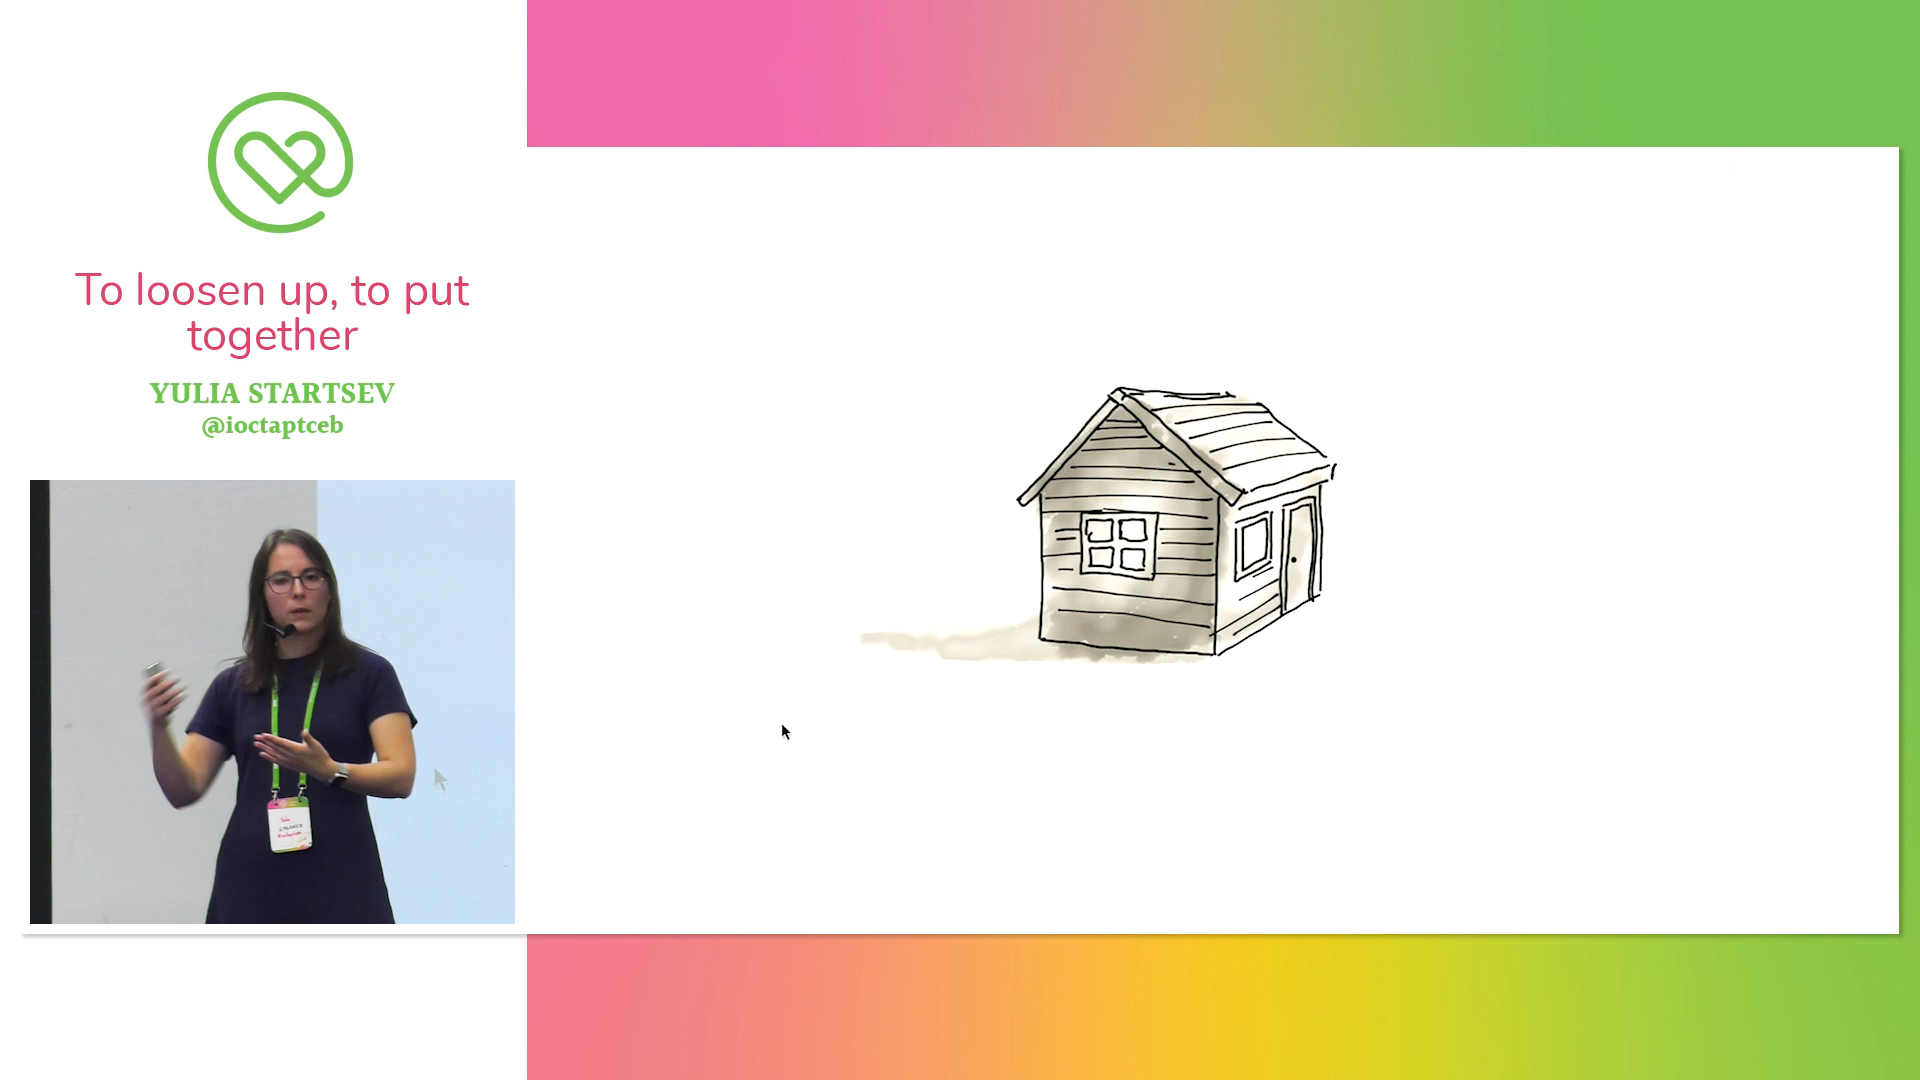 To loosen up, to put
together
YULIA STARTSEV
@ioctaptceb